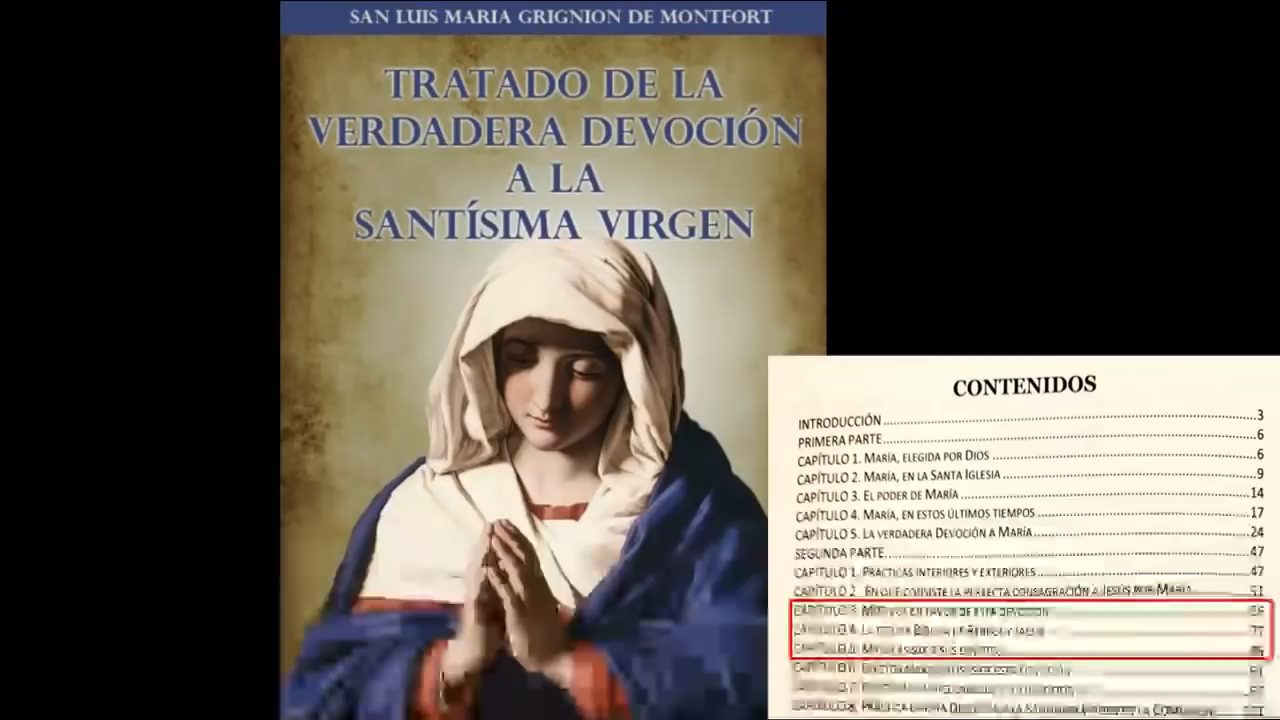 SAN LUIS MARIA GRIGNION DE MONTFORT
TRATADO DE LA
VERDADERA DEVOCIÓN
A LA
SANTÍSIMA VIRGEN
CONTENIDOS
INTRODUCCIÓN 3
PRIMERA PARTE 6
CAPÍTULO 1. MARÍA, ELEGIDA POR DIOS 6
CAPÍTULO 2. MARÍA, EN LA SANTA IGLESIA 9
CAPÍTULO 3. EL PODER DE MARÍA 14
CAPÍTULO 4. MARÍA, EN ESTOS ÚLTIMOS TIEMPOS 17
CAPÍTULO 5. LA VERDADERA DEVOCIÓN A MARÍA 24
SEGUNDA PARTE 47
CAPÍTULO 1. PRÁCTICAS INTERIORES Y EXTERIORES 47
CAPÍTULO 2. EN QUE CONSISTE LA PERFECTA CONSAGRACIÓN A JESÚS POR MARÍA 51